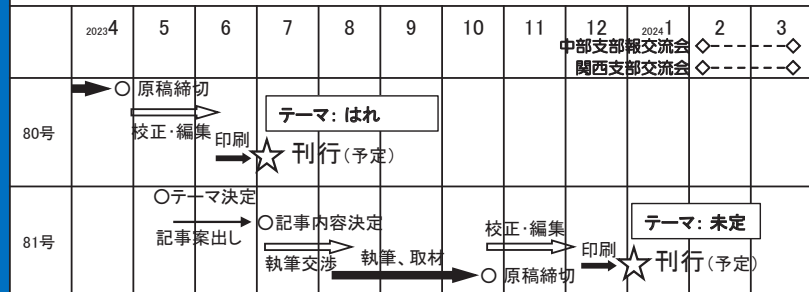 2023 4 5 6 7 8 9 10 11 12 2024 1 2 3
中部支部報交流会
関西支部交流会
80号
原稿締切
校正・編集
テーマ: はれ
印刷
刊行(予定)
81号
テーマ決定
記事案出し
記事内容決定
執筆交渉
執筆、取材
原稿締切
校正・編集
印刷
テーマ: 未定
刊行(予定)